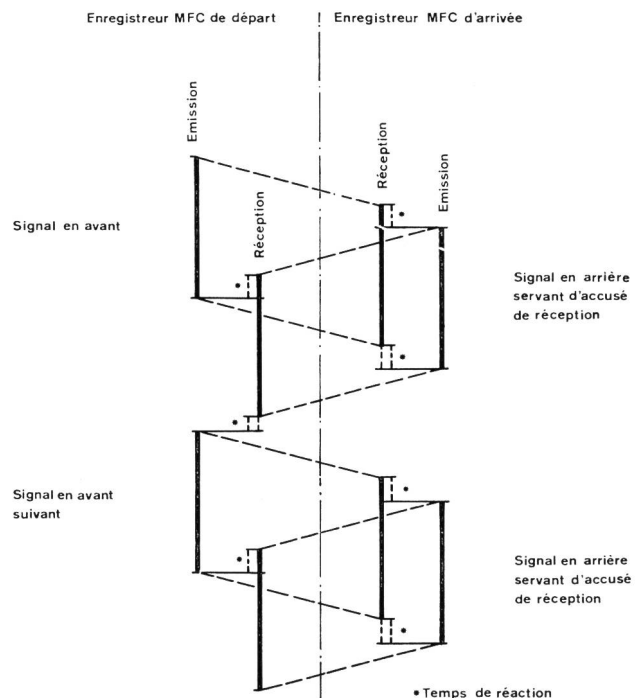 Enregistreur MFC de départ
Enregistreur MFC d'arrivée
Emission
Réception
Réception
Emission
Signal en avant
Signal en arrière
servant d'accusé
de réception
Signal en avant
suivant
Signal en arrière
servant d'accusé
de réception
•Temps de réaction